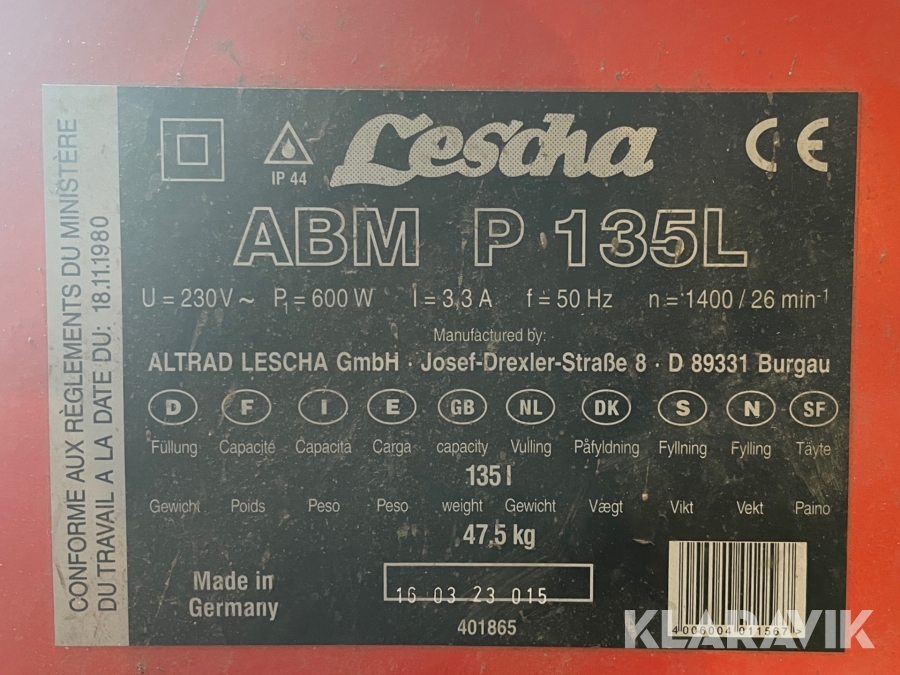 CONFORME AUX RÈGLEMENTS DU MINISTÈRE
DU TRAVAIL A LA DATE DU: 18.11.1980
IP 44
Lescha
CE
ABM P 135L
U = 230V ~ P₁ = 600 W I = 3,3 A f = 50 Hz n = 1400 / 26 min⁻¹
Manufactured by:
ALTRAD LESCHA GmbH · Josef-Drexler-Straße 8 · D 89331 Burgau
D F I E GB NL DK S N SF
Füllung Capacité Capacita Carga capacity Vulling Påfyldning Fyllning Fylling Täyte
135 l
Gewicht Poids Peso Peso weight Gewicht Vægt Vikt Vekt Paino
47,5 kg
Made in
Germany
16 03 23 015
401865
4 006004 011567 >
KLARAVIK